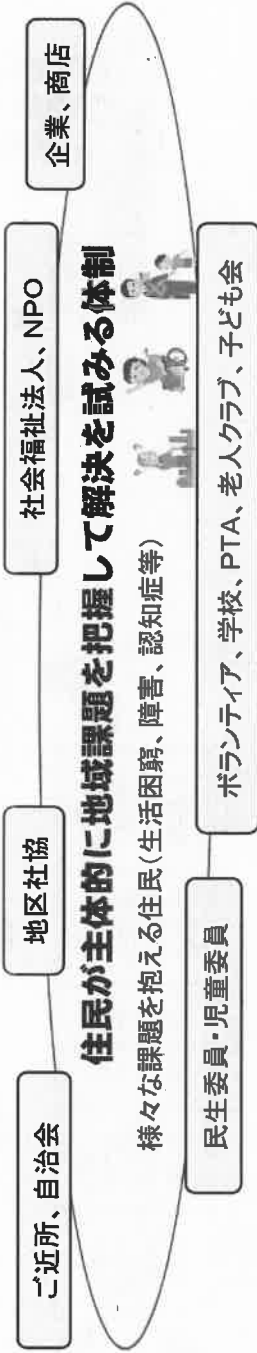 ご近所、自治会
地区社協
社会福祉法人、NPO
企業、商店
住民が主体的に地域課題を把握して解決を試みる体制
様々な課題を抱える住民(生活困窮、障害、認知症等)
民生委員・児童委員
ボランティア、学校、PTA、老人クラブ、子ども会